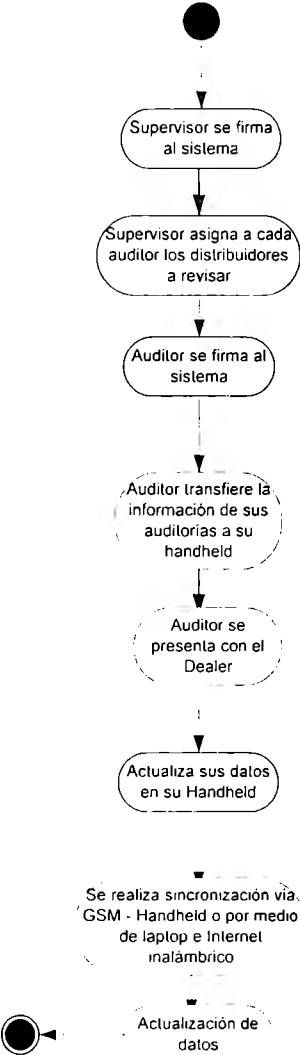 Supervisor se firma
al sistema
Supervisor asigna a cada
auditor los distribuidores
a revisar
Auditor se firma al
sistema
Auditor transfiere la
información de sus
auditorías a su
handheld
Auditor se
presenta con el
Dealer
Actualiza sus datos
en su Handheld
Se realiza sincronización vía
GSM - Handheld o por medio
de laptop e Internet
inalámbrico
Actualización de
datos